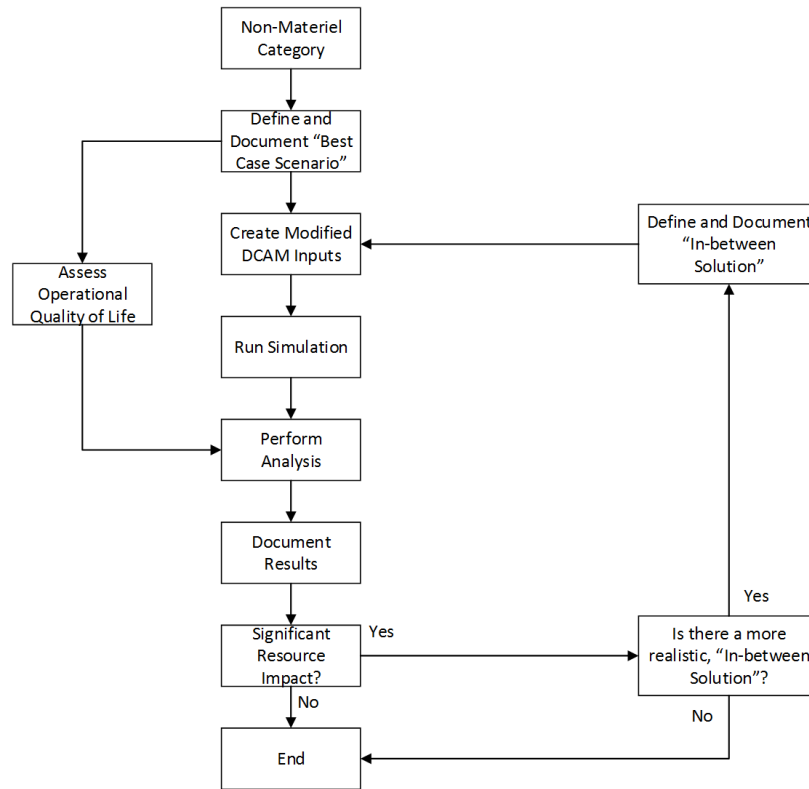 Non-Materiel
Category
Define and
Document “Best
Case Scenario”
Create Modified
DCAM Inputs
Define and Document
“In-between
Solution”
Assess
Operational
Quality of Life
Run Simulation
Perform
Analysis
Document
Results
Yes
Significant
Resource
Impact?
Yes
Is there a more
realistic, “In-between
Solution”?
No
No
End